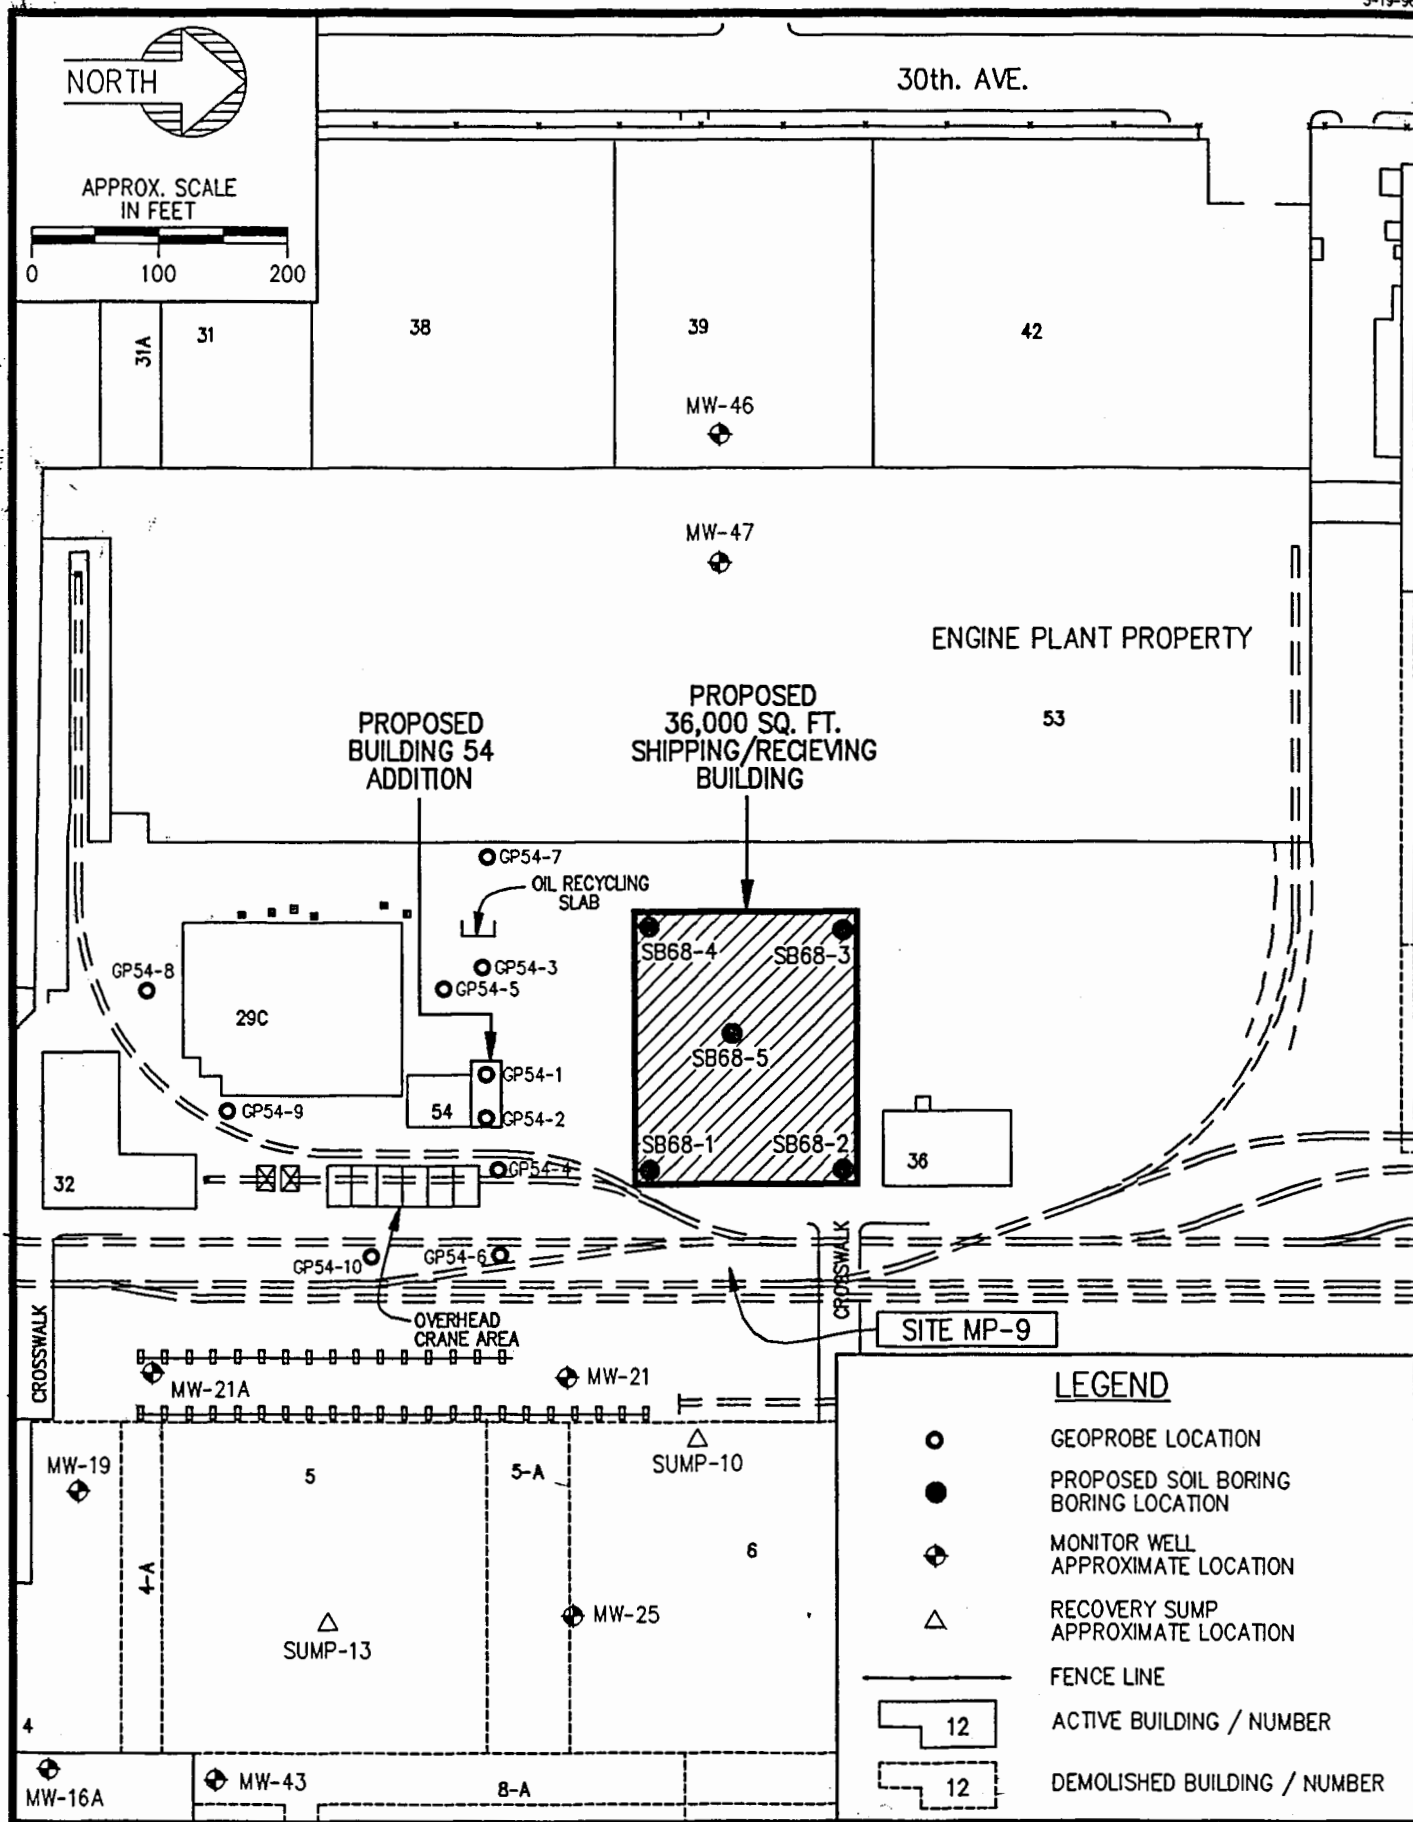 NORTH
APPROX. SCALE
IN FEET
0 100 200
30th. AVE.
31A
31
38
39
42
MW-46
MW-47
ENGINE PLANT PROPERTY
53
PROPOSED
BUILDING 54
ADDITION
PROPOSED
36,000 SQ. FT.
SHIPPING/RECIEVING
BUILDING
GP54-7
OIL RECYCLING
SLAB
GP54-3
GP54-5
GP54-8
29C
SB68-4
SB68-3
SB68-5
SB68-1
SB68-2
GP54-1
54
GP54-2
GP54-9
GP54-4
32
36
GP54-10
GP54-6
CROSSWALK
CROSSWALK
OVERHEAD
CRANE AREA
SITE MP-9
MW-21A
MW-21
MW-19
5
5-A
SUMP-10
6
4-A
SUMP-13
MW-25
4
MW-16A
MW-43
8-A
LEGEND
GEOPROBE LOCATION
PROPOSED SOIL BORING
BORING LOCATION
MONITOR WELL
APPROXIMATE LOCATION
RECOVERY SUMP
APPROXIMATE LOCATION
FENCE LINE
12 ACTIVE BUILDING / NUMBER
12 DEMOLISHED BUILDING / NUMBER